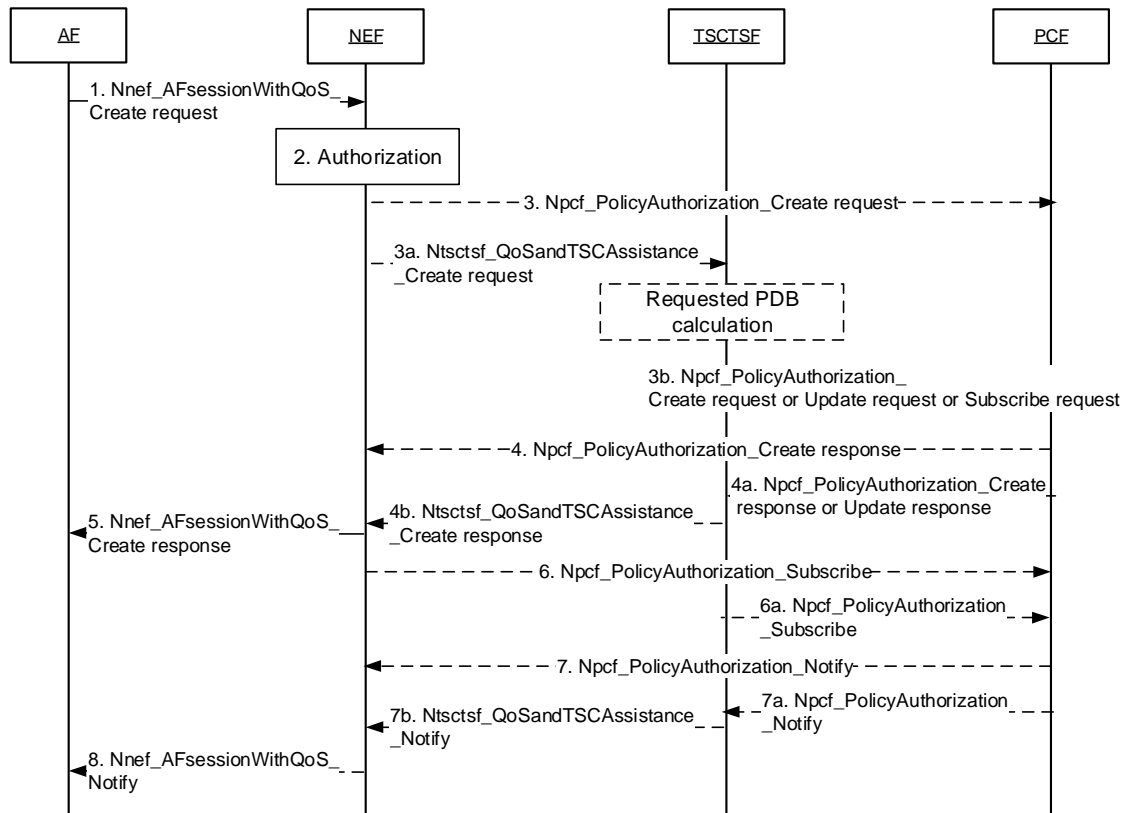 AF
NEF
TSCTSF
PCF
1. Nnef_AFsessionWithQoS_
Create request
2. Authorization
3. Npcf_PolicyAuthorization_Create request
3a. Ntsctsf_QoSandTSCAssistance
_Create request
Requested PDB
calculation
3b. Npcf_PolicyAuthorization_
Create request or Update request or Subscribe request
4. Npcf_PolicyAuthorization_Create response
4a. Npcf_PolicyAuthorization_Create
response or Update response
4b. Ntsctsf_QoSandTSCAssistance
_Create response
5. Nnef_AFsessionWithQoS_
Create response
6. Npcf_PolicyAuthorization_Subscribe
6a. Npcf_PolicyAuthorization
_Subscribe
7. Npcf_PolicyAuthorization_Notify
7a. Npcf_PolicyAuthorization
_Notify
7b. Ntsctsf_QoSandTSCAssistance
_Notify
8. Nnef_AFsessionWithQoS_
Notify